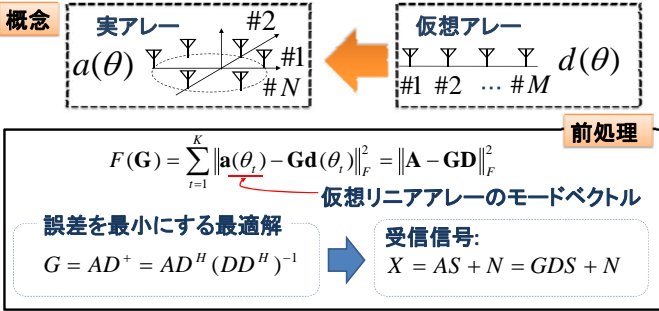 概念
実アレー
a(θ)
#2
#1
#N
仮想アレー
#1 #2 … #M
d(θ)
前処理
F(G) = \sum_{t=1}^{K} ‖a(θ_t) − Gd(θ_t)‖_F^2 = ‖A − GD‖_F^2
仮想リニアアレーのモードベクトル
誤差を最小にする最適解
G = AD^+ = AD^H (DD^H)^{-1}
受信信号:
X = AS + N = GDS + N